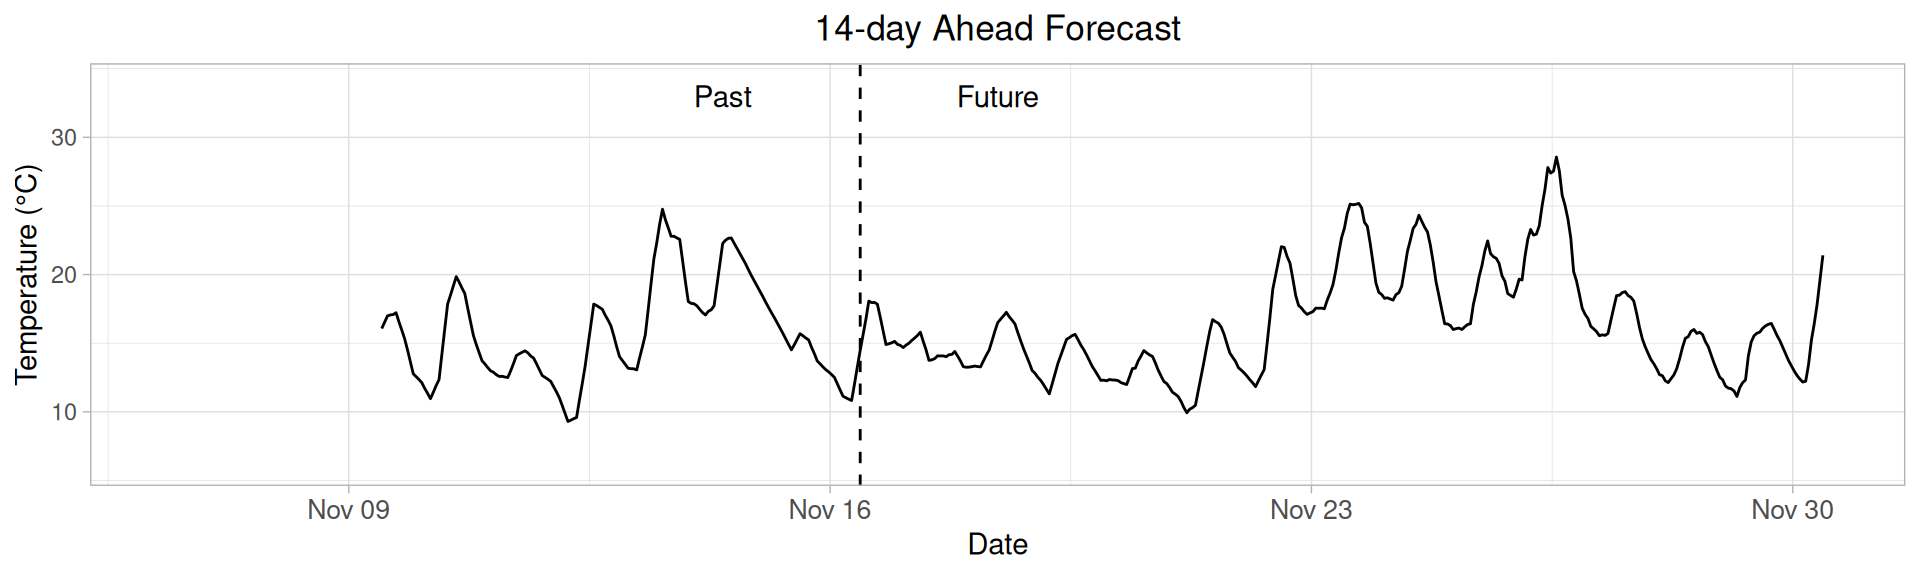 14-day Ahead Forecast
Past
Future
30
20
10
Temperature (°C)
Nov 09
Nov 16
Nov 23
Nov 30
Date